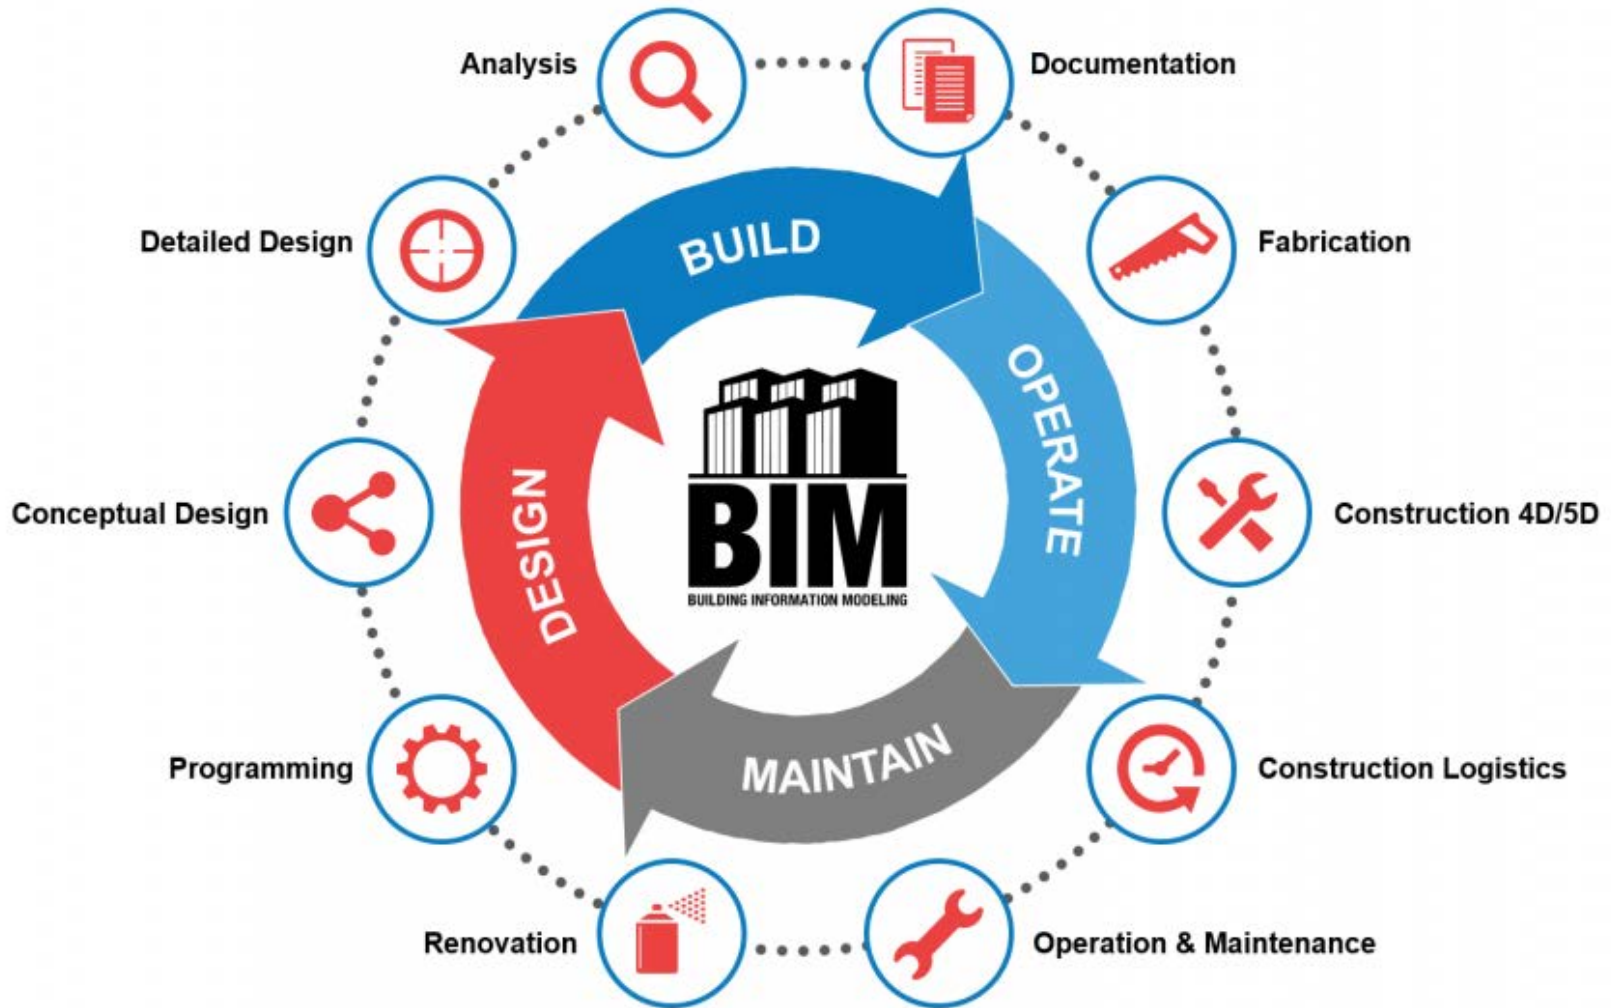 Analysis
Documentation
Detailed Design
Fabrication
BUILD
OPERATE
DESIGN
MAINTAIN
BIM
BUILDING INFORMATION MODELING
Conceptual Design
Construction 4D/5D
Programming
Construction Logistics
Renovation
Operation & Maintenance